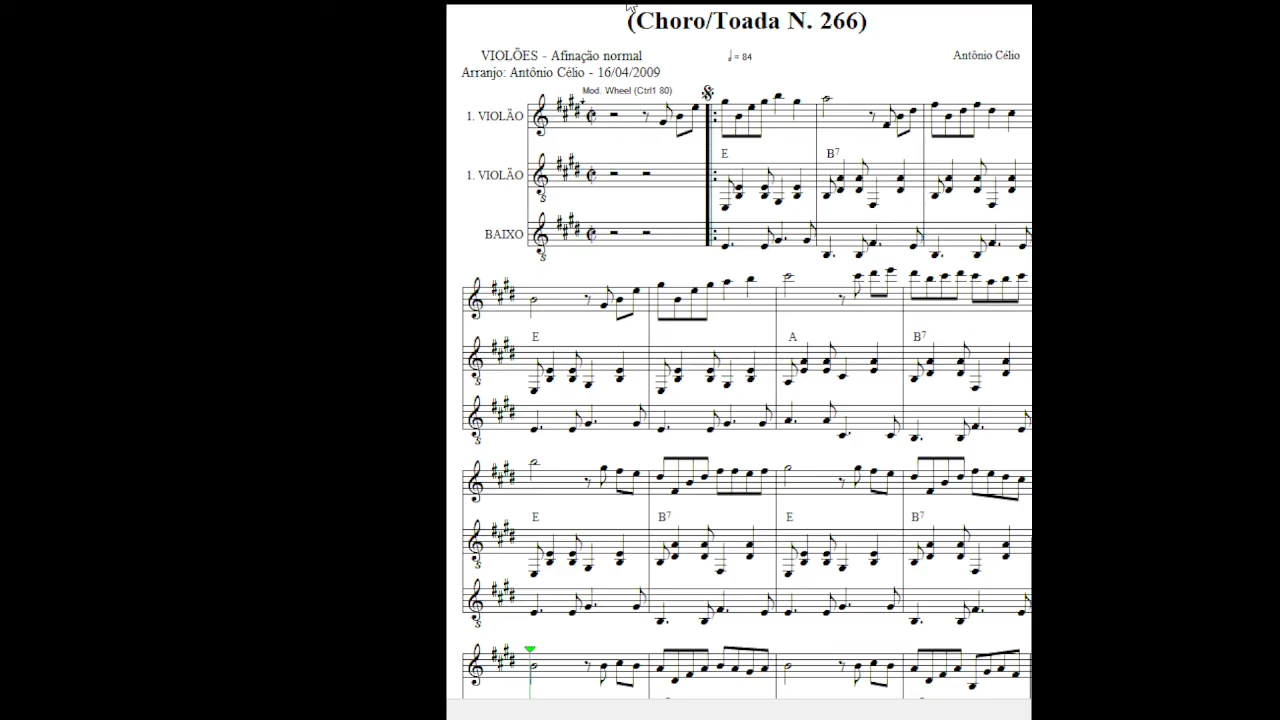 (Choro/Toada N. 266)
VIOLÕES - Afinação normal
= 84
Antônio Célio
Arranjo: Antônio Célio - 16/04/2009
Mod. Wheel (Ctrl1 80)
1. VIOLÃO
E B7
1. VIOLÃO
BAIXO
E A B7
E B7 E B7